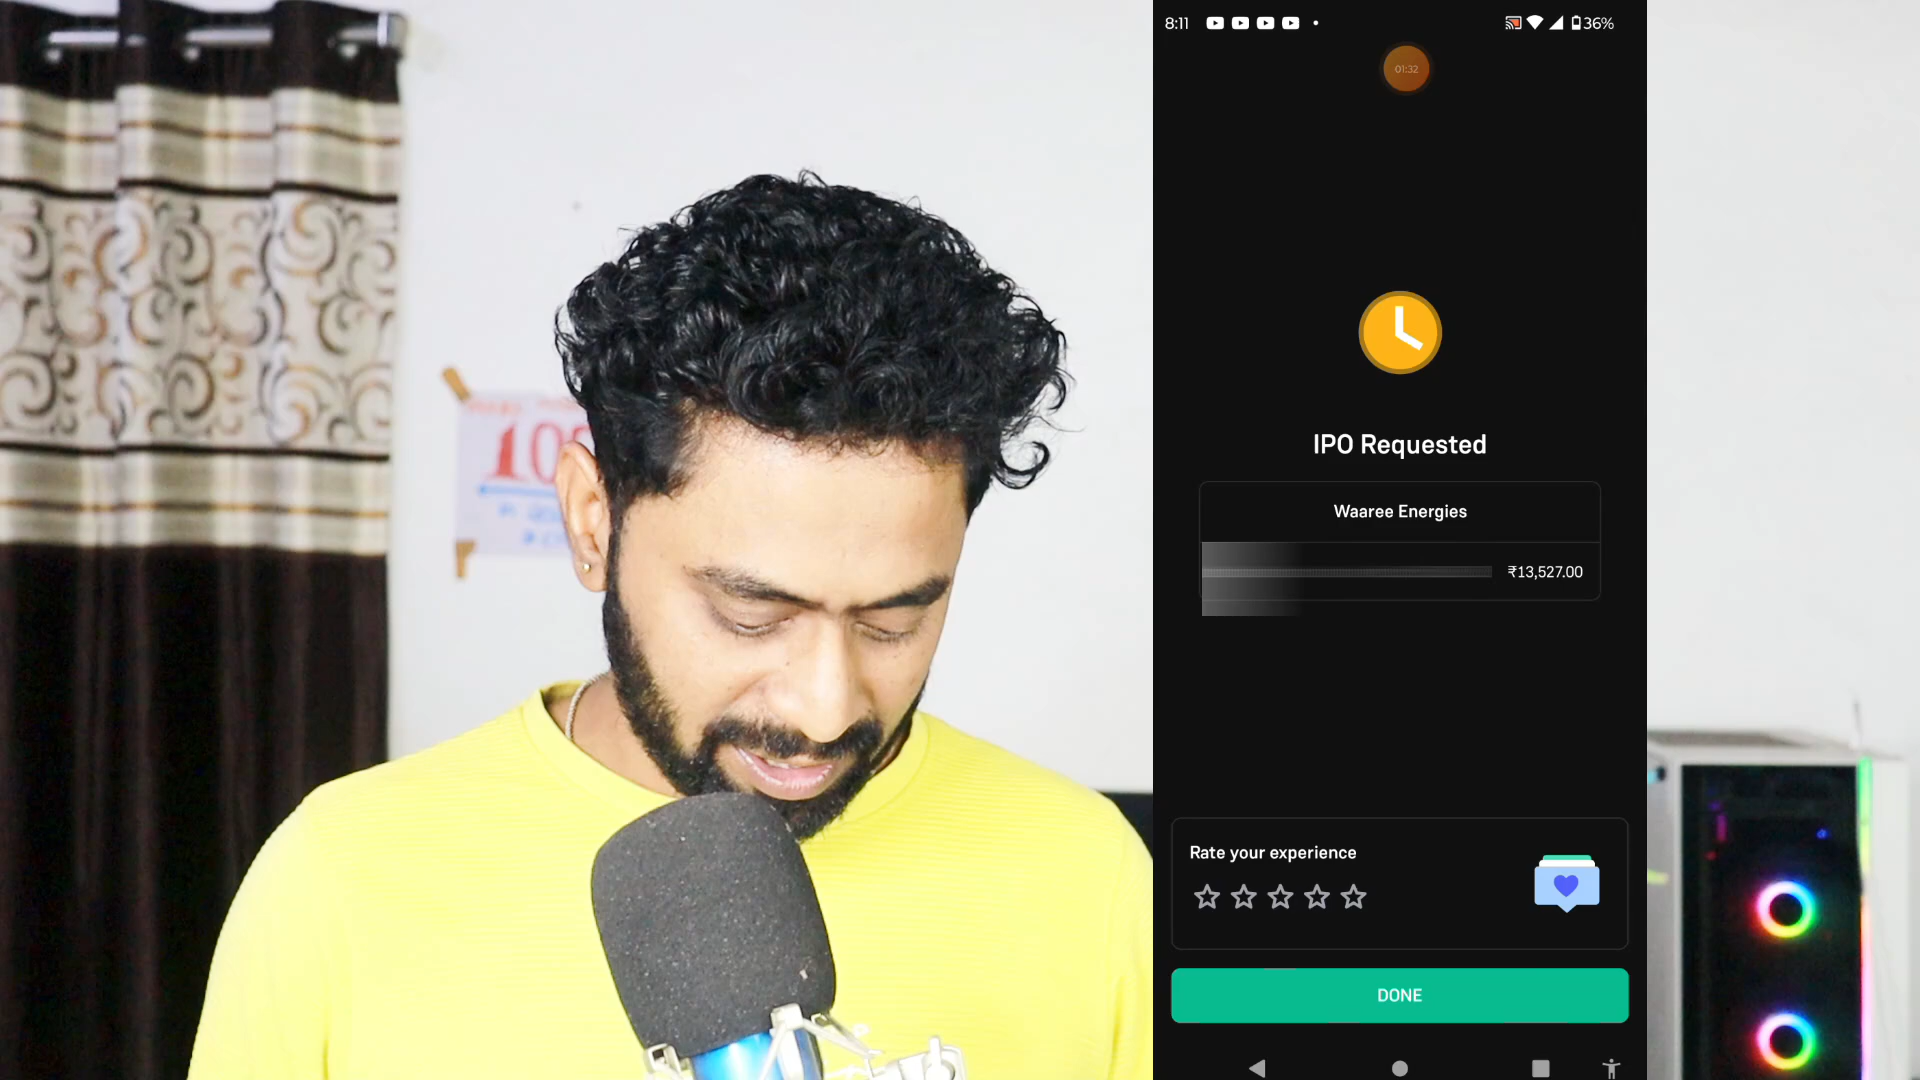 8:11
36%
01:32
IPO Requested
Waaree Energies
₹13,527.00
Rate your experience
DONE